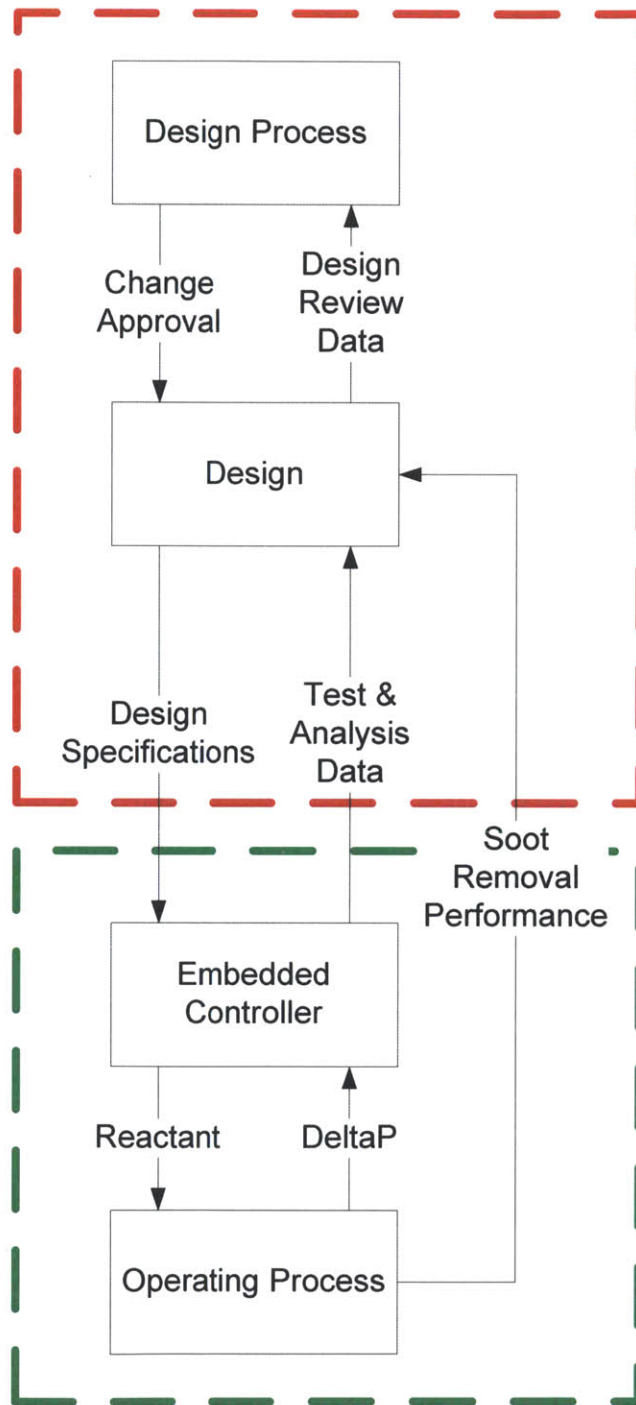 Design Process
Change
Approval
Design
Review
Data
Design
Design
Specifications
Test &
Analysis
Data
Soot
Removal
Performance
Embedded
Controller
Reactant
DeltaP
Operating Process